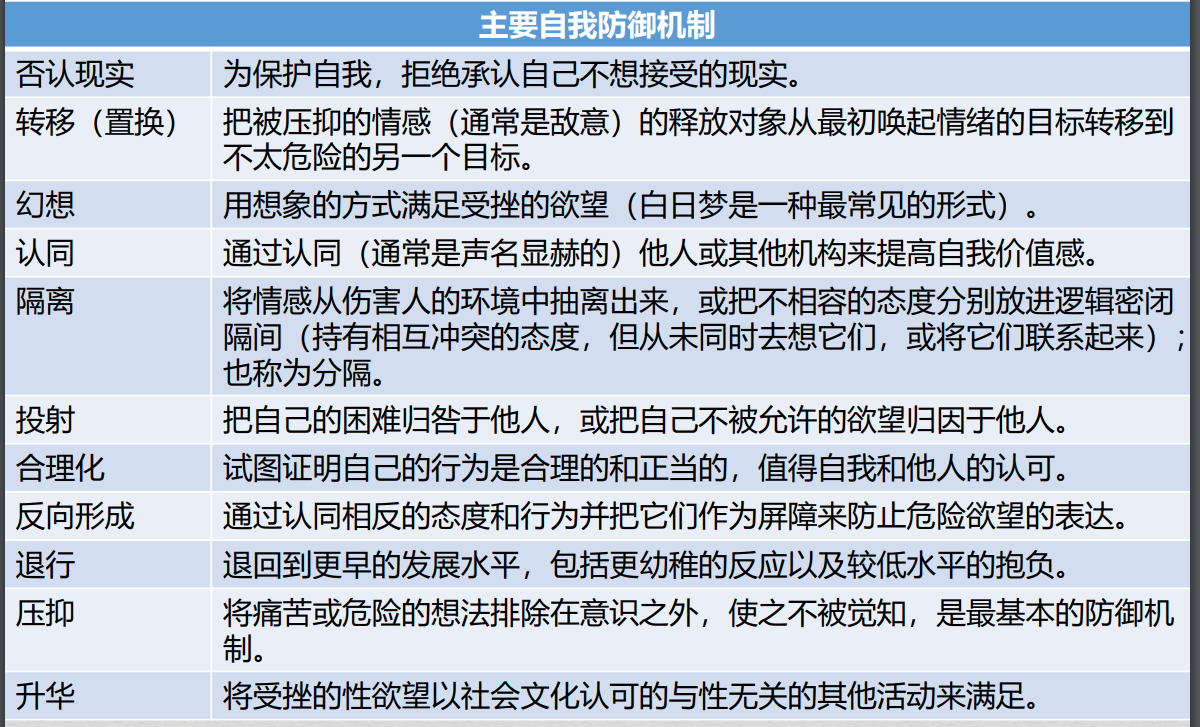 主要自我防御机制
否认现实 为保护自我，拒绝承认自己不想接受的现实。
转移（置换） 把被压抑的情感（通常是敌意）的释放对象从最初唤起情绪的目标转移到
不太危险的另一个目标。
幻想 用想象的方式满足受挫的欲望（白日梦是一种最常见的形式）。
认同 通过认同（通常是声名显赫的）他人或其他机构来提高自我价值感。
隔离 将情感从伤害人的环境中抽离出来，或把不相容的态度分别放进逻辑密闭
隔间（持有相互冲突的态度，但从未同时去想它们，或将它们联系起来）；
也称为分隔。
投射 把自己的困难归咎于他人，或把自己不被允许的欲望归因于他人。
合理化 试图证明自己的行为是合理的和正当的，值得自我和他人的认可。
反向形成 通过认同相反的态度和行为并把它们作为屏障来防止危险欲望的表达。
退行 退回到更早的发展水平，包括更幼稚的反应以及较低水平的抱负。
压抑 将痛苦或危险的想法排除在意识之外，使之不被觉知，是最基本的防御机
制。
升华 将受挫的性欲望以社会文化认可的与性无关的其他活动来满足。